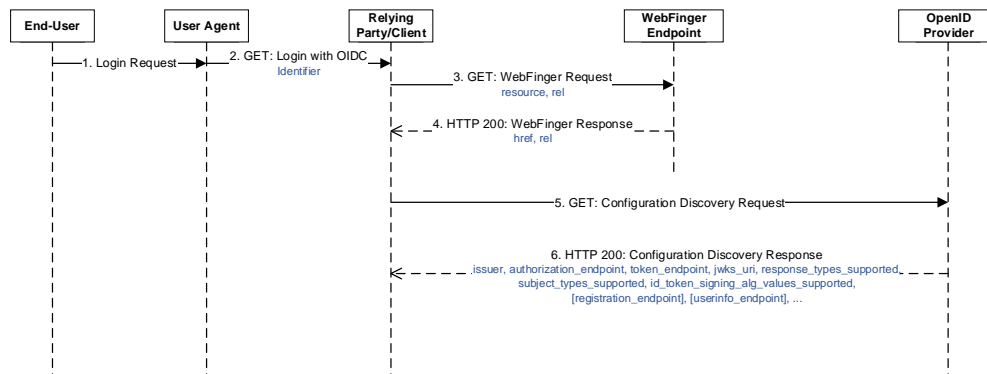 End-User
User Agent
Relying
Party/Client
WebFinger
Endpoint
OpenID
Provider
1. Login Request
2. GET: Login with OIDC
Identifier
3. GET: WebFinger Request
resource, rel
4. HTTP 200: WebFinger Response
href, rel
5. GET: Configuration Discovery Request
6. HTTP 200: Configuration Discovery Response
issuer, authorization_endpoint, token_endpoint, jwks_uri, response_types_supported,
subject_types_supported, id_token_signing_alg_values_supported,
[registration_endpoint], [userinfo_endpoint], ...